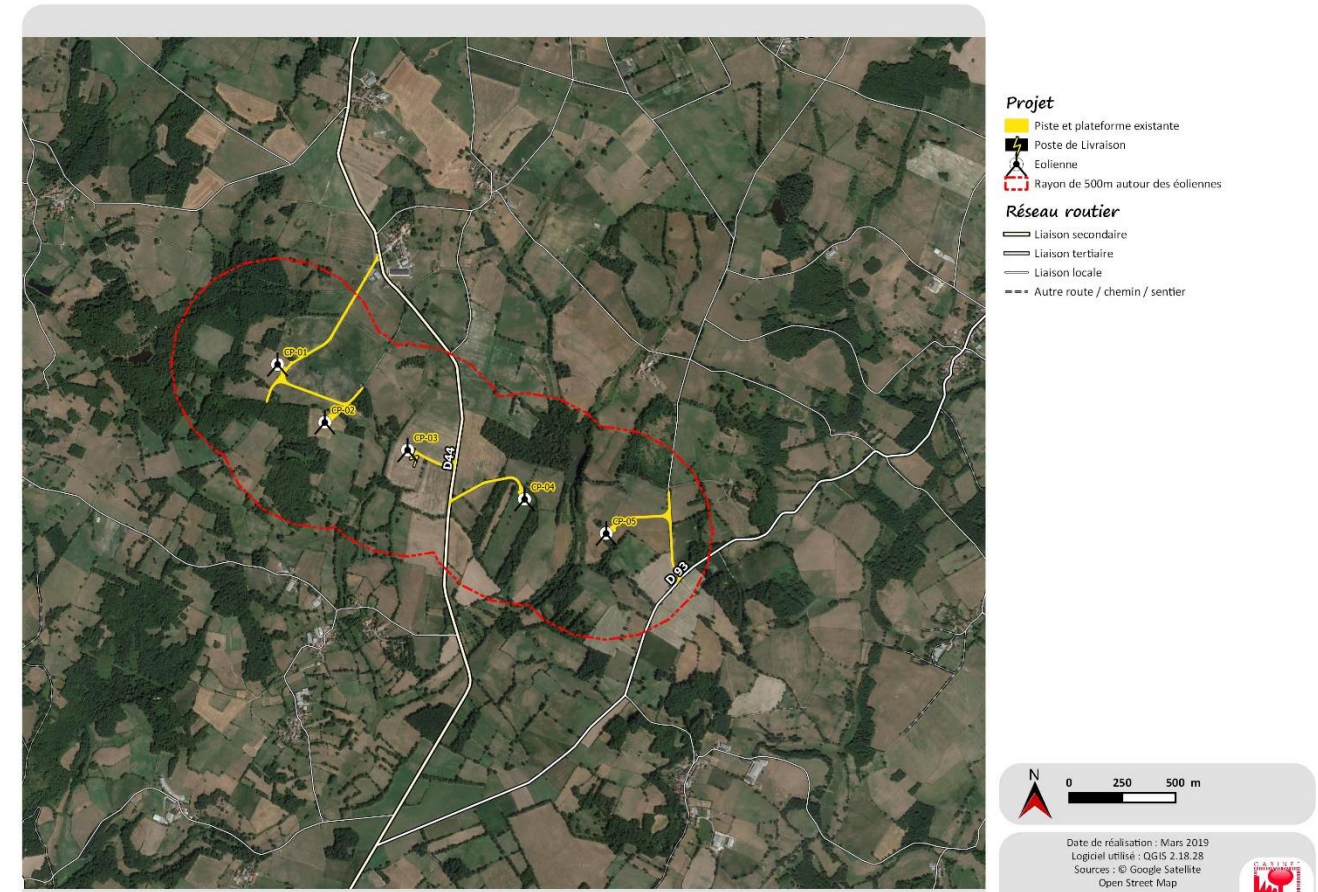 CP-01
CP-02
CP-03
D44
CP-04
CP-05
D 93
Projet
Piste et plateforme existante
Poste de Livraison
Eolienne
Rayon de 500m autour des éoliennes
Réseau routier
Liaison secondaire
Liaison tertiaire
Liaison locale
Autre route / chemin / sentier
N
0 250 500 m
Date de réalisation : Mars 2019
Logiciel utilisé : QGIS 2.18.28
Sources : © Google Satellite
Open Street Map
CABINET